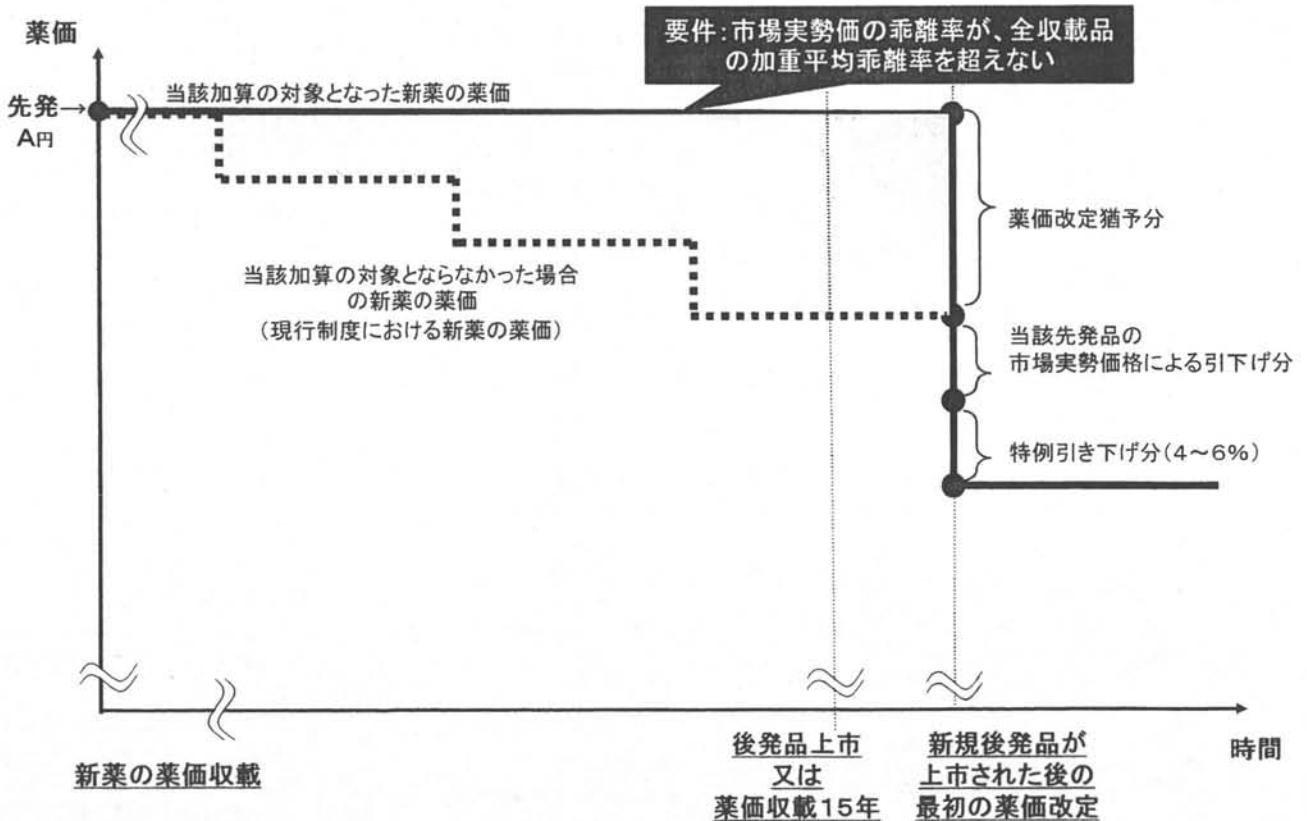 要件:市場実勢価の乖離率が、全収載品
の加重平均乖離率を超えない
薬価
当該加算の対象となった新薬の薬価
先発→
A円
薬価改定猶予分
当該加算の対象とならなかった場合
の新薬の薬価
(現行制度における新薬の薬価)
当該先発品の
市場実勢価格による引下げ分
特例引き下げ分(4~6%)
時間
新薬の薬価収載
後発品上市
又は
薬価収載15年
新規後発品が
上市された後の
最初の薬価改定